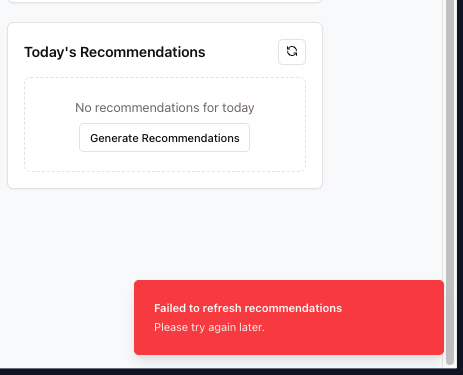 Today's Recommendations
No recommendations for today
Generate Recommendations
Failed to refresh recommendations
Please try again later.